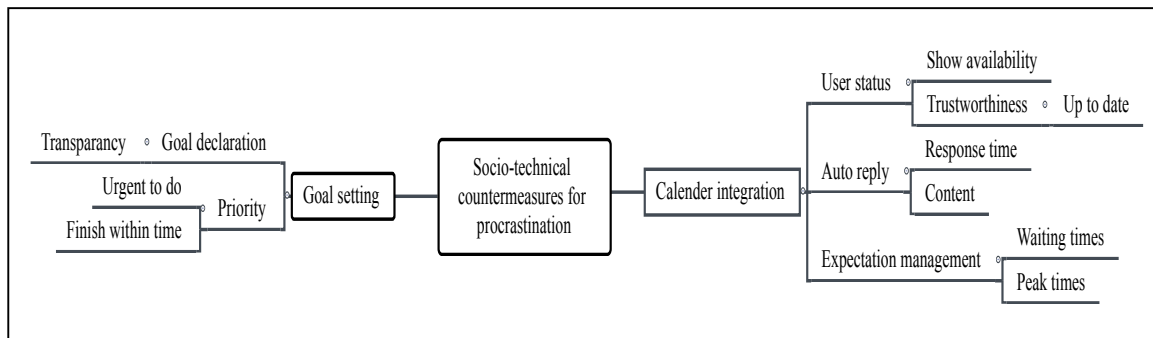 Transparancy
Goal declaration
Urgent to do
Finish within time
Priority
Goal setting
Socio-technical
countermeasures for
procrastination
Calender integration
User status
Show availability
Trustworthiness
Up to date
Auto reply
Response time
Content
Expectation management
Waiting times
Peak times